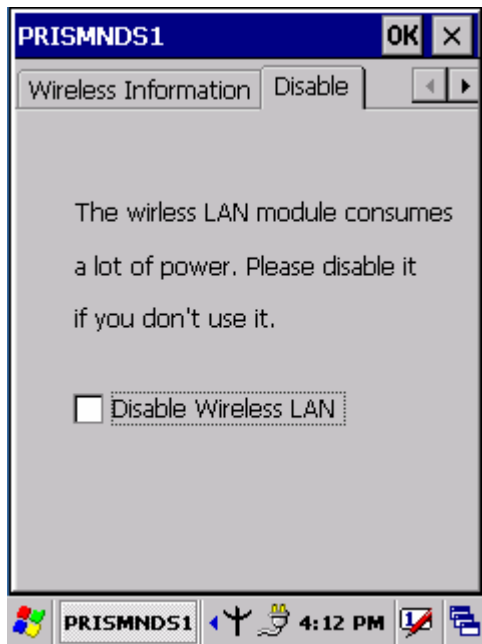 PRISMNDS1 OK ×
Wireless Information Disable
The wirless LAN module consumes
a lot of power. Please disable it
if you don't use it.
Disable Wireless LAN
PRISMNDS1 4:12 PM